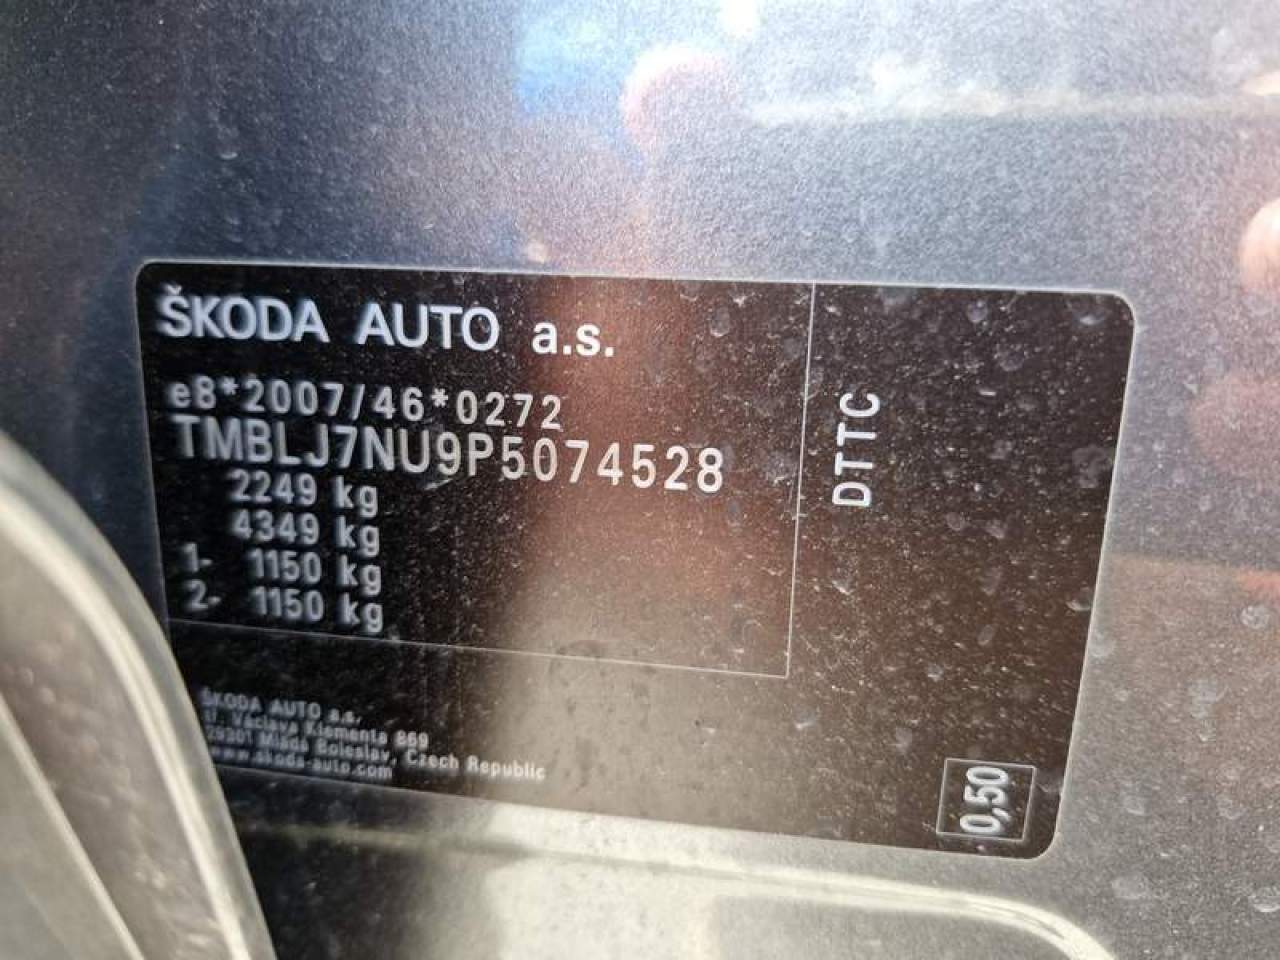 ŠKODA AUTO a.s.
e8*2007/46*0272
TMBLJ7NU9P5074528
2249 kg
4349 kg
1- 1150 kg
2- 1150 kg
DTTC
ŠKODA AUTO a.s.
tř. Václava Klementa 869
29301 Mladá Boleslav, Czech Republic
www.skoda-auto.com
0,50